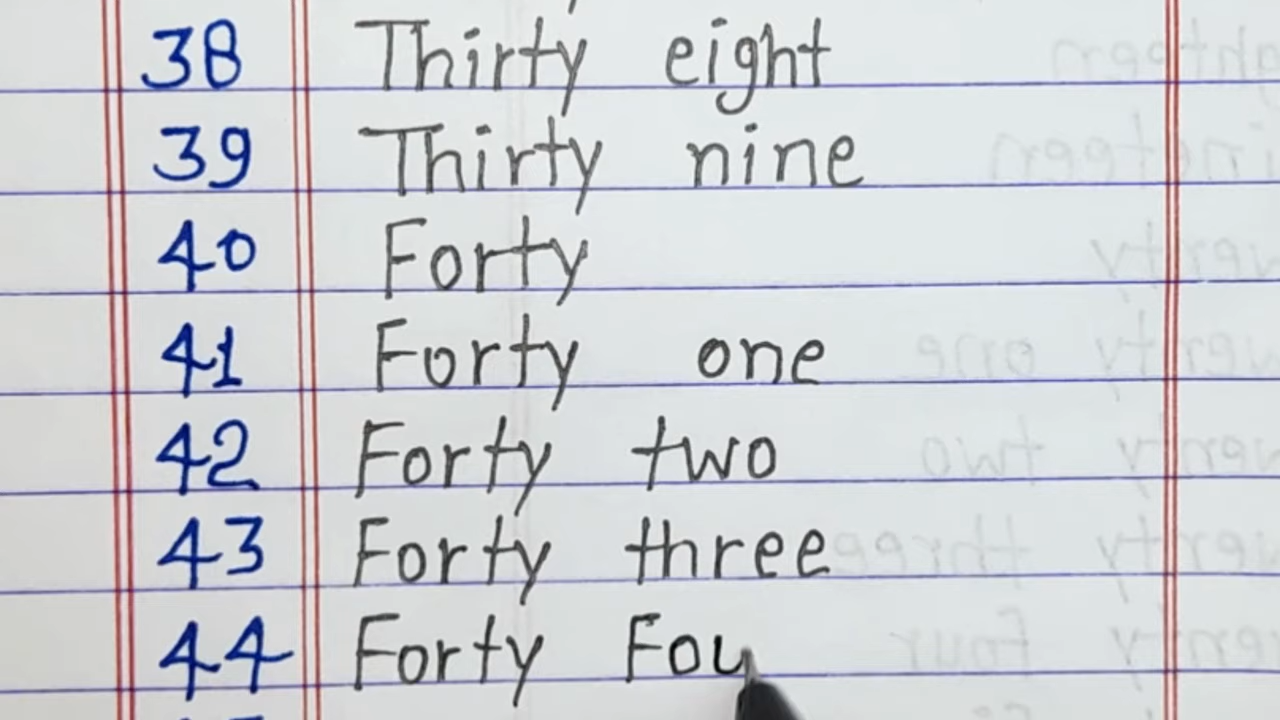 38 Thirty eight
39 Thirty nine
40 Forty
41 Forty one
42 Forty two
43 Forty three
44 Forty Fou